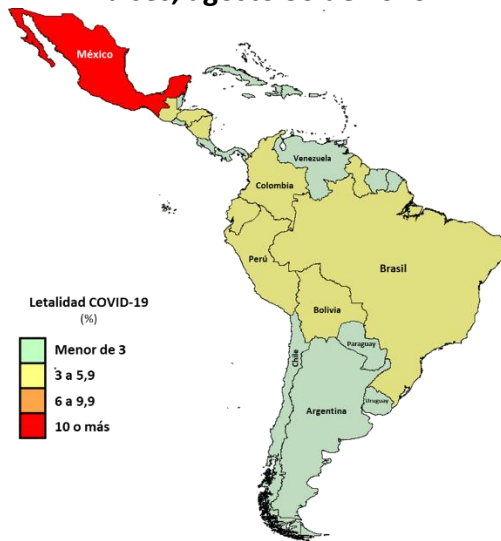 México
Venezuela
Colombia
Perú
Brasil
Bolivia
Paraguay
Chile
Uruguay
Argentina
Letalidad COVID-19
(%)
Menor de 3
3 a 5,9
6 a 9,9
10 o más